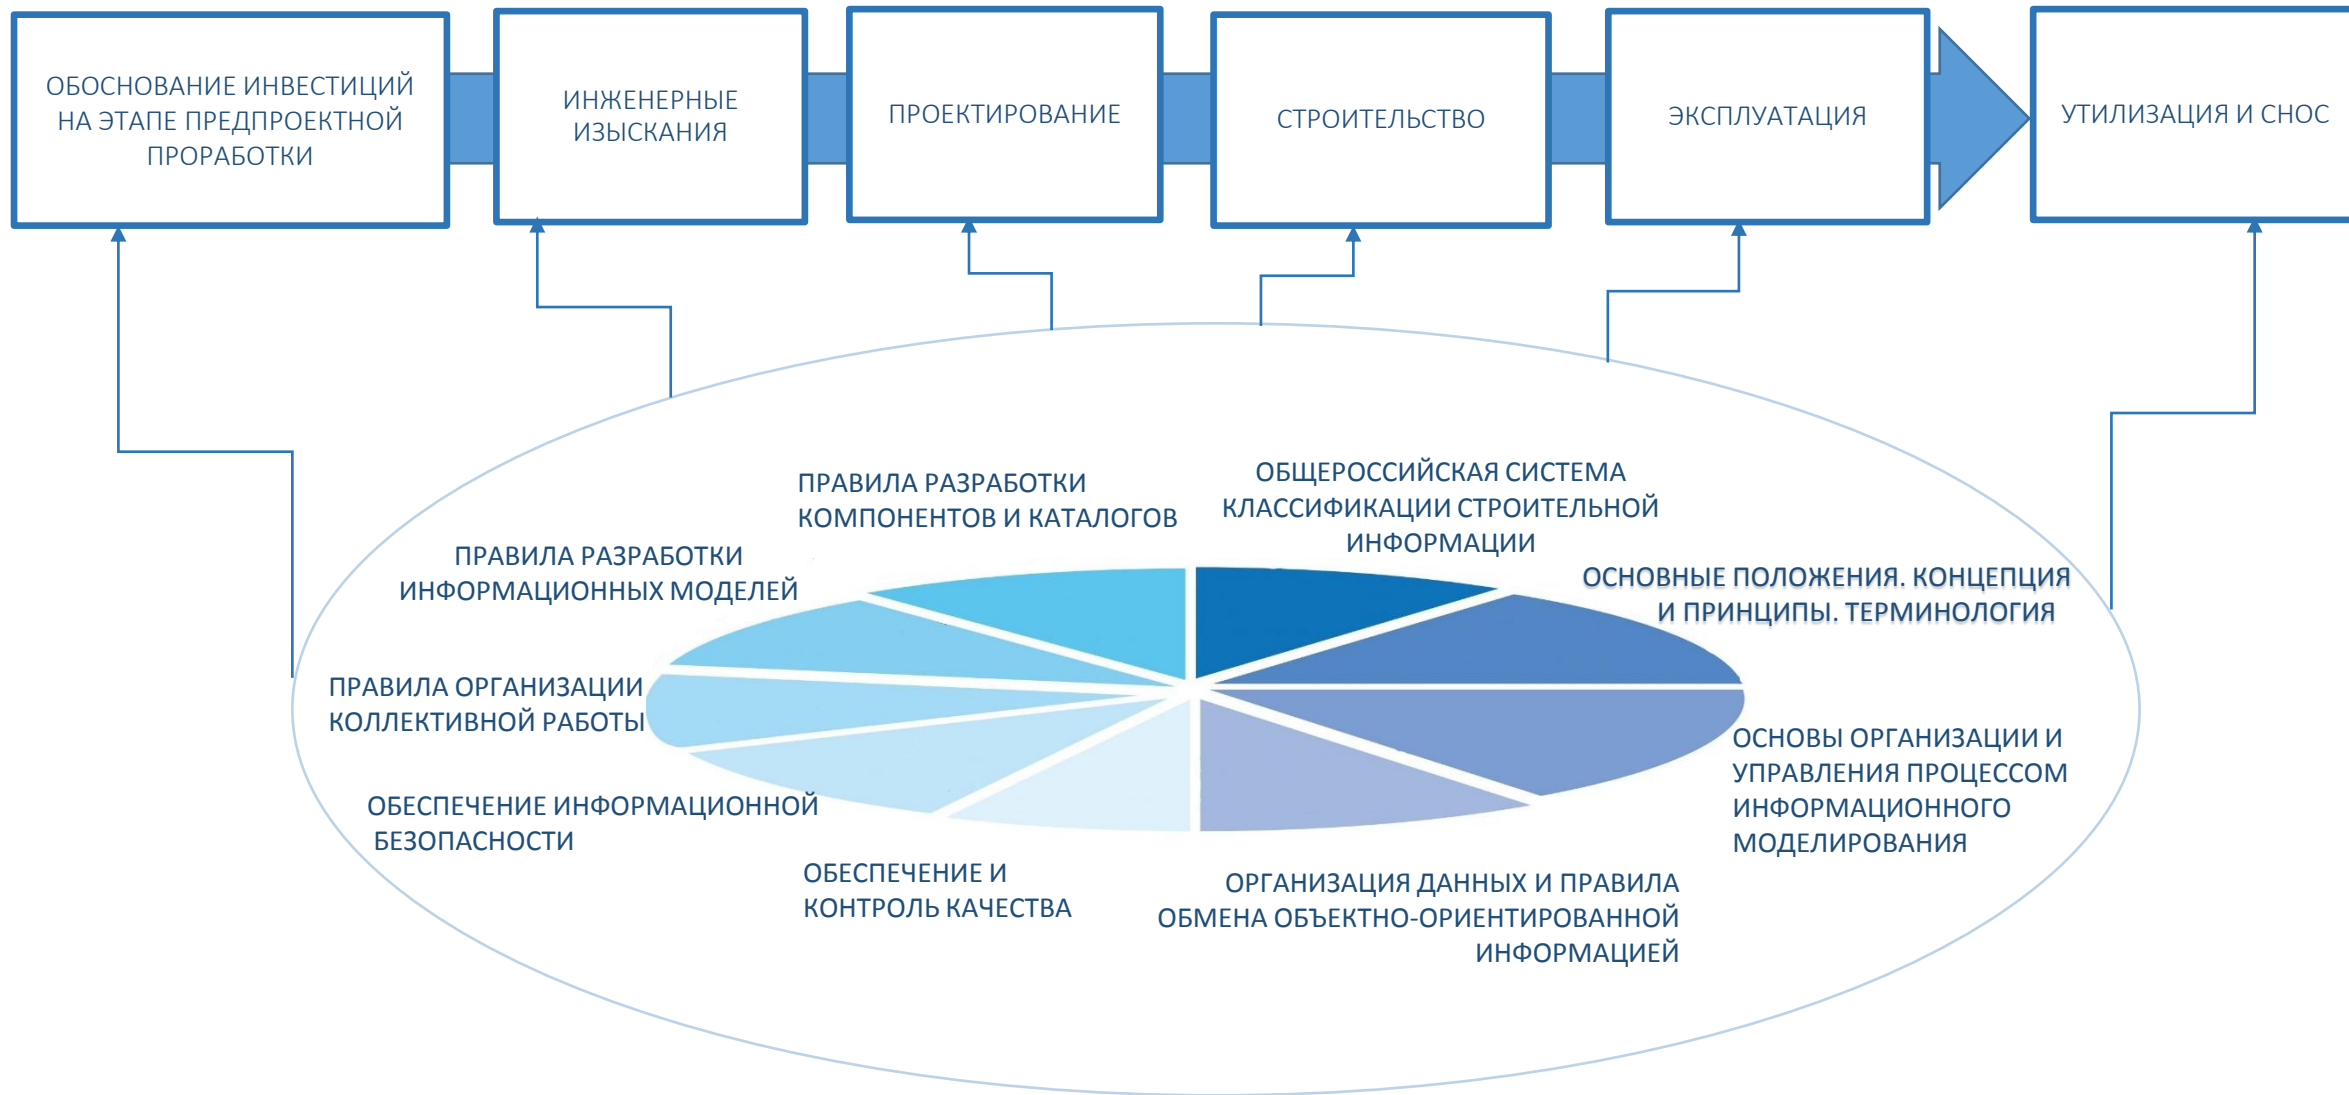 ОБОСНОВАНИЕ ИНВЕСТИЦИЙ
НА ЭТАПЕ ПРЕДПРОЕКТНОЙ
ПРОРАБОТКИ
ИНЖЕНЕРНЫЕ
ИЗЫСКАНИЯ
ПРОЕКТИРОВАНИЕ
СТРОИТЕЛЬСТВО
ЭКСПЛУАТАЦИЯ
УТИЛИЗАЦИЯ И СНОС
ПРАВИЛА РАЗРАБОТКИ
КОМПОНЕНТОВ И КАТАЛОГОВ
ОБЩЕРОССИЙСКАЯ СИСТЕМА
КЛАССИФИКАЦИИ СТРОИТЕЛЬНОЙ
ИНФОРМАЦИИ
ПРАВИЛА РАЗРАБОТКИ
ИНФОРМАЦИОННЫХ МОДЕЛЕЙ
ОСНОВНЫЕ ПОЛОЖЕНИЯ. КОНЦЕПЦИЯ
И ПРИНЦИПЫ. ТЕРМИНОЛОГИЯ
ПРАВИЛА ОРГАНИЗАЦИИ
КОЛЛЕКТИВНОЙ РАБОТЫ
ОСНОВЫ ОРГАНИЗАЦИИ И
УПРАВЛЕНИЯ ПРОЦЕССОМ
ИНФОРМАЦИОННОГО
МОДЕЛИРОВАНИЯ
ОБЕСПЕЧЕНИЕ ИНФОРМАЦИОННОЙ
БЕЗОПАСНОСТИ
ОБЕСПЕЧЕНИЕ И
КОНТРОЛЬ КАЧЕСТВА
ОРГАНИЗАЦИЯ ДАННЫХ И ПРАВИЛА
ОБМЕНА ОБЪЕКТНО-ОРИЕНТИРОВАННОЙ
ИНФОРМАЦИЕЙ